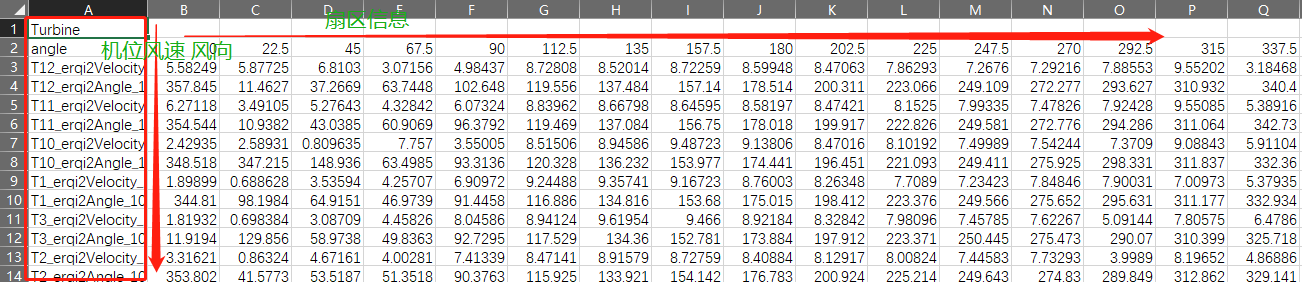 A B C D E F G H I J K L M N O P Q
扇区信息
1 Turbine
机位风速 风向
2 angle 0 22.5 45 67.5 90 112.5 135 157.5 180 202.5 225 247.5 270 292.5 315 337.5
3 T12_erqi2Velocity 5.58249 5.87725 6.8103 3.07156 4.98437 8.72808 8.52014 8.72259 8.59948 8.47063 7.86293 7.2676 7.29216 7.88553 9.55202 3.18468
4 T12_erqi2Angle_1 357.845 11.4627 37.2669 63.7448 102.648 119.556 137.484 157.14 178.514 200.311 223.066 249.109 272.277 293.627 310.932 340.4
5 T11_erqi2Velocity 6.27118 3.49105 5.27643 4.32842 6.07324 8.83962 8.66798 8.64595 8.58197 8.47421 8.1525 7.99335 7.47826 7.92428 9.55085 5.38916
6 T11_erqi2Angle_1 354.544 10.9382 43.0385 60.9069 96.3792 119.469 137.084 156.75 178.018 199.917 222.826 249.581 272.776 294.286 311.064 342.73
7 T10_erqi2Velocity 2.42935 2.58931 0.809635 7.757 3.55005 8.51506 8.94586 9.48723 9.13806 8.47016 8.10192 7.49989 7.54244 7.3709 9.08843 5.91104
8 T10_erqi2Angle_1 348.518 347.215 148.936 63.4985 93.3136 120.328 136.232 153.977 174.441 196.451 221.093 249.411 275.925 298.331 311.837 332.36
9 T1_erqi2Velocity_ 1.89899 0.688628 3.53594 4.25707 6.90972 9.24488 9.35741 9.16723 8.76003 8.26348 7.7089 7.23423 7.84846 7.90031 7.00973 5.37935
10 T1_erqi2Angle_10 344.81 98.1984 64.9151 46.9739 91.4458 116.886 134.816 153.68 175.015 198.412 223.376 249.566 275.652 295.631 311.177 332.934
11 T3_erqi2Velocity_ 1.81932 0.698384 3.08709 4.45826 8.04586 8.94124 9.61954 9.466 8.92184 8.32842 7.98096 7.45785 7.62267 5.09144 7.80575 6.4786
12 T3_erqi2Angle_10 11.9194 129.856 58.9738 49.8363 92.7295 117.529 134.36 152.781 173.884 197.912 223.371 250.445 275.473 290.07 310.399 325.718
13 T2_erqi2Velocity_ 3.31621 0.86324 4.67161 4.00281 7.41339 8.47141 8.91579 8.72759 8.40884 8.12917 8.00824 7.44583 7.73293 3.9989 8.19652 4.86886
14 T2_erqi2Angle_10 353.802 41.5773 53.5187 51.3518 90.3763 115.925 133.921 154.142 176.783 200.924 225.214 249.643 274.83 289.849 312.862 329.141